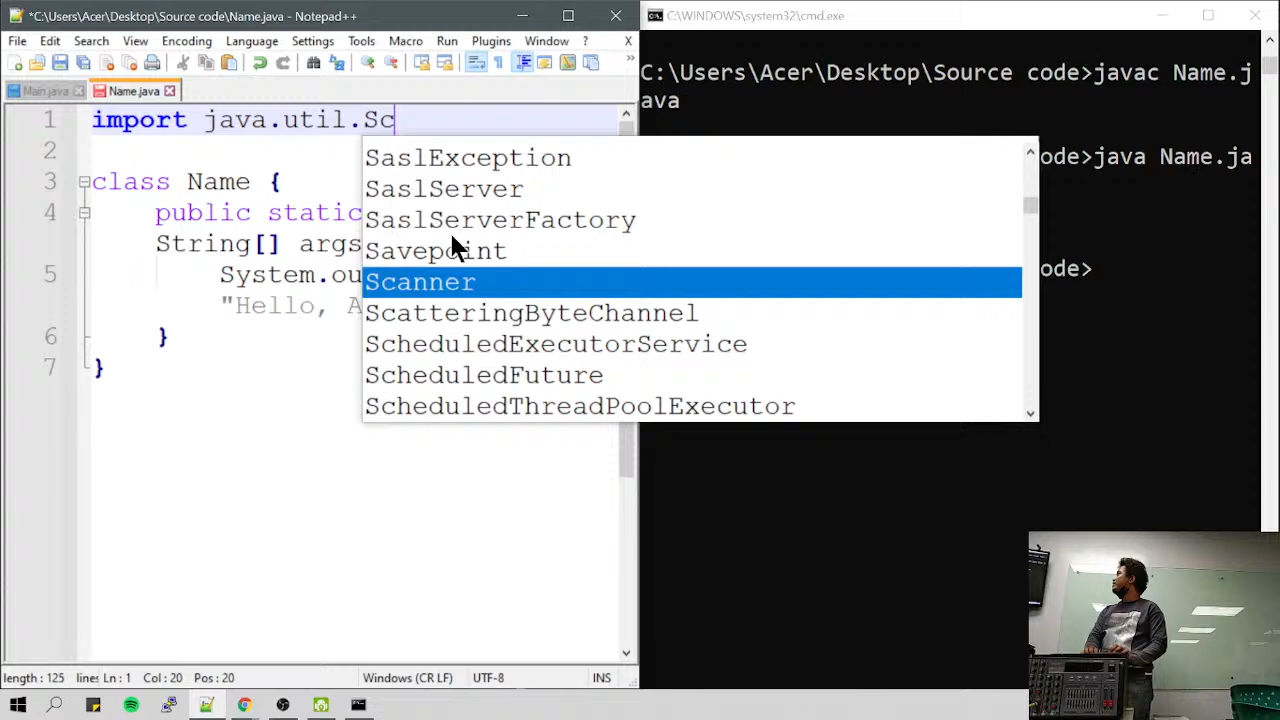 *C:\Users\Acer\Desktop\Source code\Name.java - Notepad++
File Edit Search View Encoding Language Settings Tools Macro Run Plugins Window ? X
Main.java Name.java
1 import java.util.Sc
2
3 class Name {
4 public static
String[] args
5 System.ou
"Hello, A
6 }
7 }
SaslException
SaslServer
SaslServerFactory
Savepoint
Scanner
ScatteringByteChannel
ScheduledExecutorService
ScheduledFuture
ScheduledThreadPoolExecutor
length: 125 lines Ln: 1 Col: 20 Pos: 20 Windows (CR LF) UTF-8 INS
C:\WINDOWS\system32\cmd.exe
C:\Users\Acer\Desktop\Source code>javac Name.j
ava
ode>java Name.ja
ode>